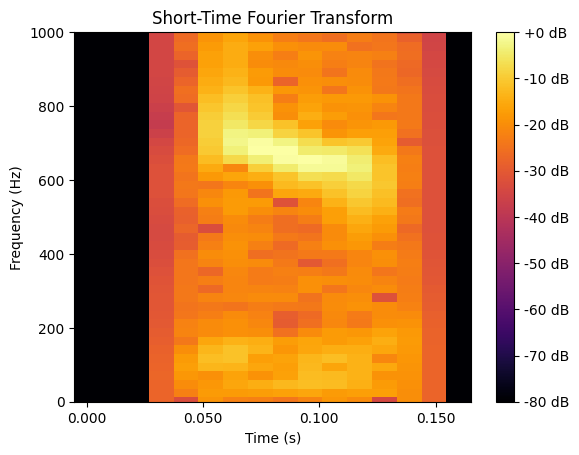 Short-Time Fourier Transform
1000
800
600
400
200
0
Frequency (Hz)
0.000
0.050
0.100
0.150
Time (s)
+0 dB
-10 dB
-20 dB
-30 dB
-40 dB
-50 dB
-60 dB
-70 dB
-80 dB